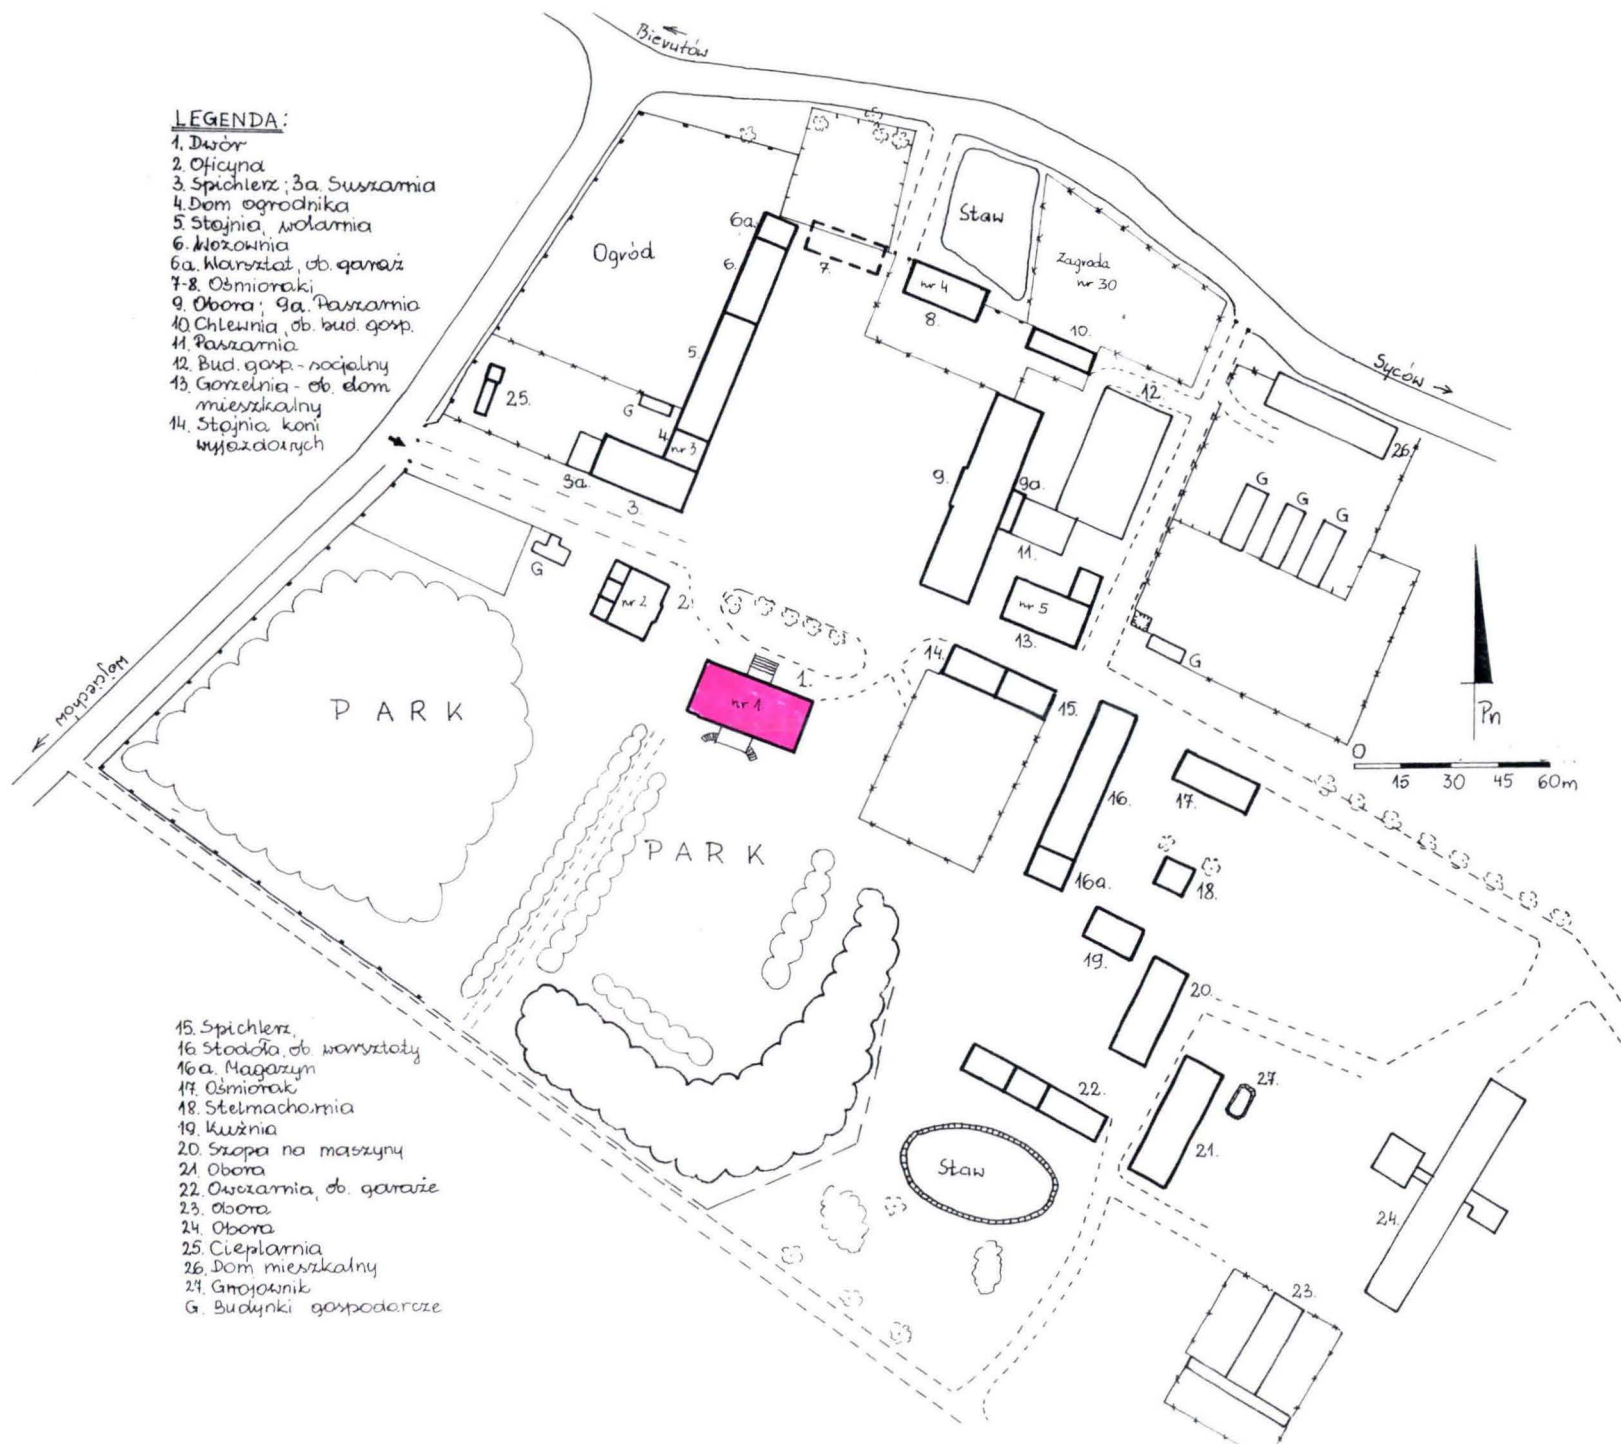 Bierutów
LEGENDA:
1. Dwór
2. Oficyna
3. Spichlerz; 3a. Suszarnia
4. Dom ogrodnika
5. Stajnia, wolarnia
6. Wozownia
6a. Warsztat, ob. garaż
7-8. Ośmioraki
9. Obora; 9a. Paszarnia
10. Chlewnia, ob. bud. gosp.
11. Paszarnia
12. Bud. gosp. - socjalny
13. Gorzelnia - ob. dom
mieszkalny
14. Stajnia koni
wyjazdowych
6a.
6.
7.
Ogród
Staw
Zagroda
nr 30
nr 4
8.
10.
5.
12.
Syców
25.
G
4.
nr 3
3a.
3.
9.
9a.
11.
26.
G
G
G
G
nr 2
2.
nr 5
13.
G
14.
15.
1.
nr 1
Wojciechów
PARK
Pn
0
15 30 45 60m
16.
17.
PARK
16a.
18.
19.
20.
15. Spichlerz,
16. Stodoła, ob. warsztaty
16a. Magazyn
17. Ośmiorak
18. Stelmacharnia
19. Kuźnia
20. Szopa na maszyny
21. Obora
22. Owczarnia, ob. garaże
23. Obora
24. Obora
25. Cieplarnia
26. Dom mieszkalny
27. Gnojownik
G. Budynki gospodarcze
22.
27.
21.
Staw
24.
23.